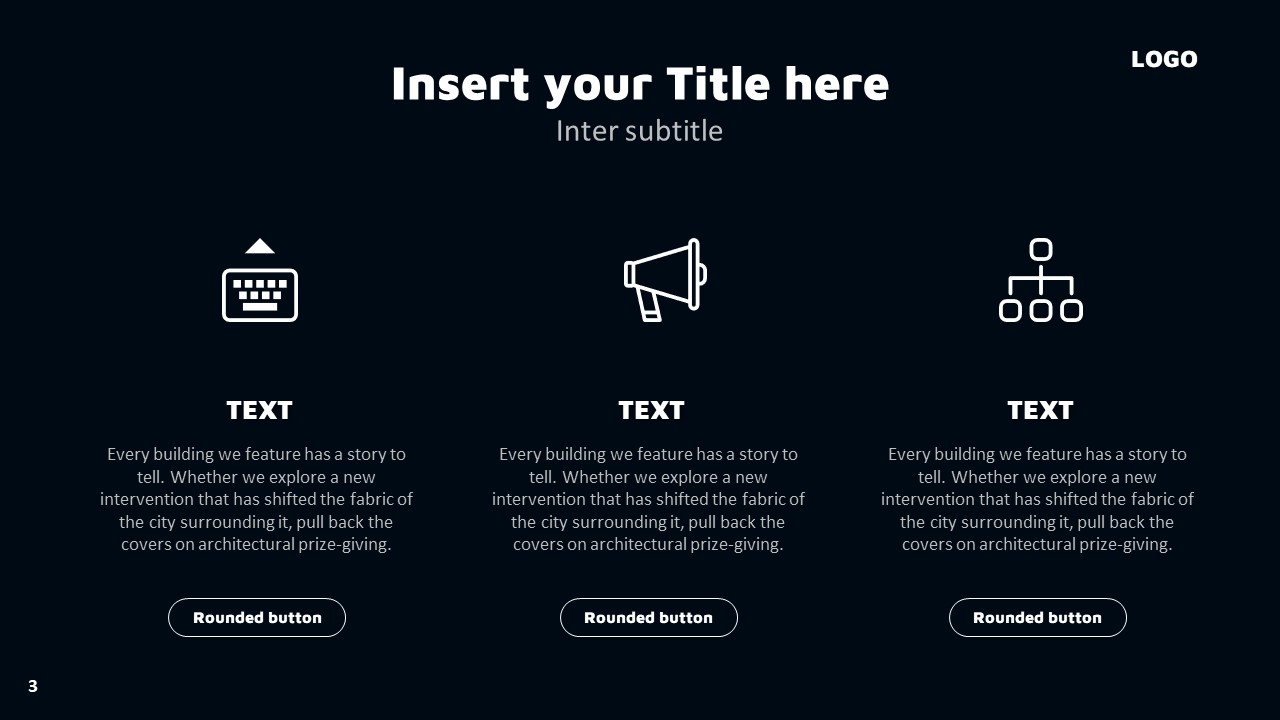 LOGO
Insert your Title here
Inter subtitle
TEXT
Every building we feature has a story to
tell. Whether we explore a new
intervention that has shifted the fabric of
the city surrounding it, pull back the
covers on architectural prize-giving.
Rounded button
TEXT
Every building we feature has a story to
tell. Whether we explore a new
intervention that has shifted the fabric of
the city surrounding it, pull back the
covers on architectural prize-giving.
Rounded button
TEXT
Every building we feature has a story to
tell. Whether we explore a new
intervention that has shifted the fabric of
the city surrounding it, pull back the
covers on architectural prize-giving.
Rounded button
3